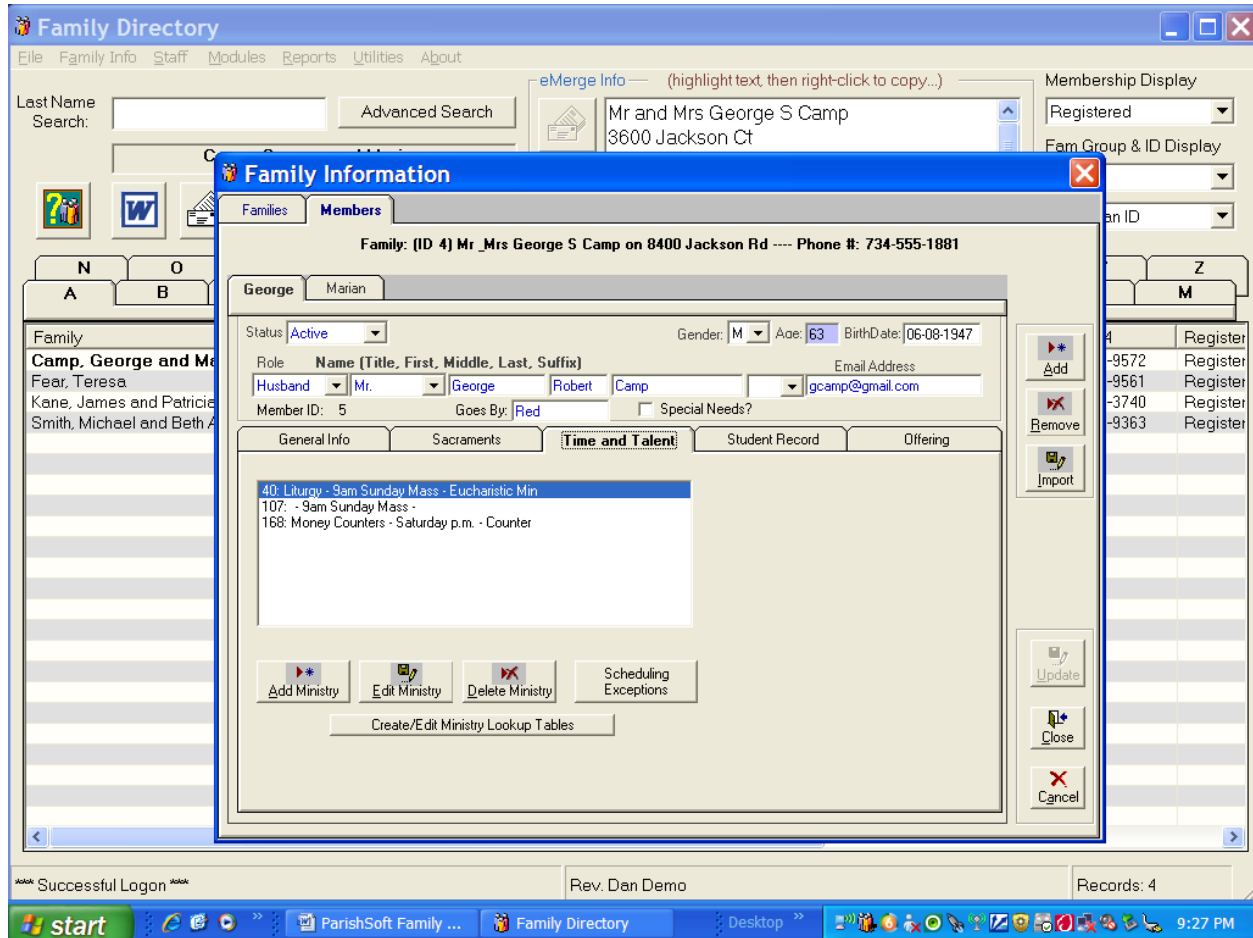 Family Directory
File Family Info Staff Modules Reports Utilities About
eMerge Info (highlight text, then right-click to copy...)
Membership Display
Last Name
Search:
Advanced Search
Mr and Mrs George S Camp
3600 Jackson Ct
Registered
Fam Group & ID Display
Family Information
Families Members
an ID
Family: (ID 4) Mr _Mrs George S Camp on 8400 Jackson Rd ---- Phone #: 734-555-1881
N O Z
A B M
George Marian
Status Active Gender: M Age: 63 BirthDate: 06-08-1947
Role Name (Title, First, Middle, Last, Suffix) Email Address
Husband Mr. George Robert Camp gcamp@gmail.com
Member ID: 5 Goes By: Red Special Needs?
General Info Sacraments Time and Talent Student Record Offering
40: Liturgy - 9am Sunday Mass - Eucharistic Min
107: - 9am Sunday Mass -
168: Money Counters - Saturday p.m. - Counter
Add Ministry Edit Ministry Delete Ministry Scheduling
Exceptions
Create/Edit Ministry Lookup Tables
Add
Remove
Import
Update
Close
Cancel
Family
Camp, George and Ma
Fear, Teresa
Kane, James and Patricia
Smith, Michael and Beth A
4 Register
-9572 Register
-9561 Register
-3740 Register
-9363 Register
*** Successful Logon *** Rev. Dan Demo Records: 4
start ParishSoft Family ... Family Directory Desktop 9:27 PM